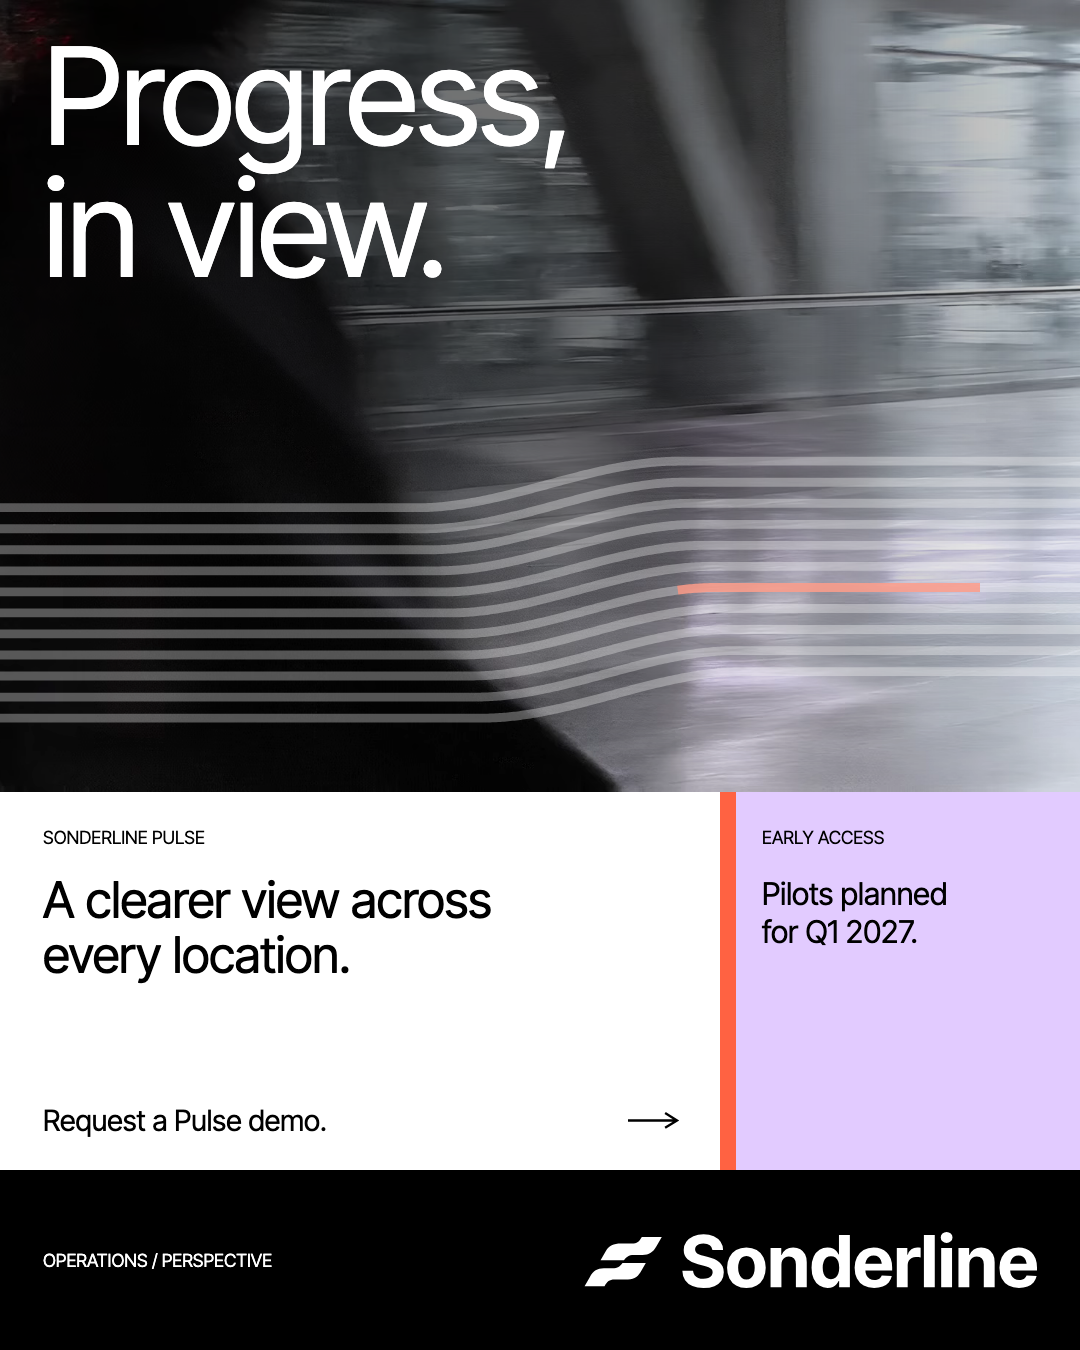 Progress,
in view.
SONDERLINE PULSE
A clearer view across
every location.
Request a Pulse demo.
EARLY ACCESS
Pilots planned
for Q1 2027.
OPERATIONS / PERSPECTIVE
Sonderline